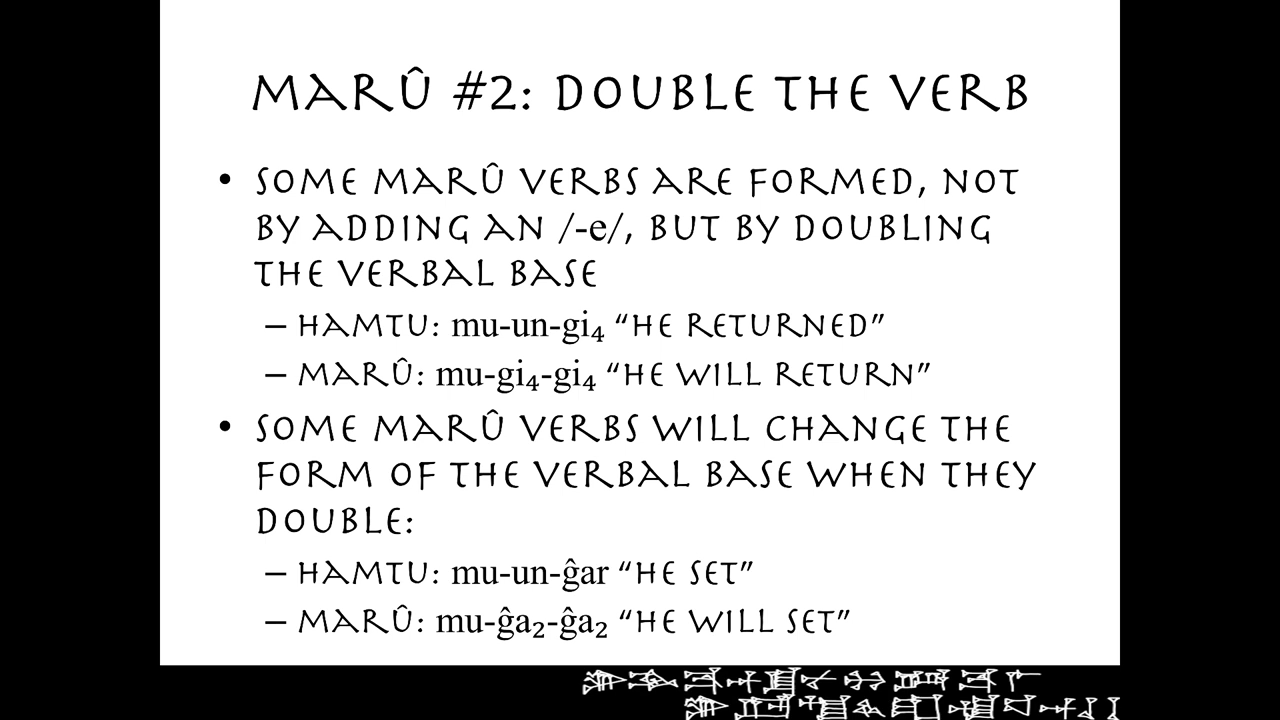 MARÛ #2: DOUBLE THE VERB
• SOME MARÛ VERBS ARE FORMED, NOT
BY ADDING AN /-e/, BUT BY DOUBLING
THE VERBAL BASE
– HAMTU: mu-un-gi₄ “HE RETURNED”
– MARÛ: mu-gi₄-gi₄ “HE WILL RETURN”
• SOME MARÛ VERBS WILL CHANGE THE
FORM OF THE VERBAL BASE WHEN THEY
DOUBLE:
– HAMTU: mu-un-ĝar “HE SET”
– MARÛ: mu-ĝa₂-ĝa₂ “HE WILL SET”